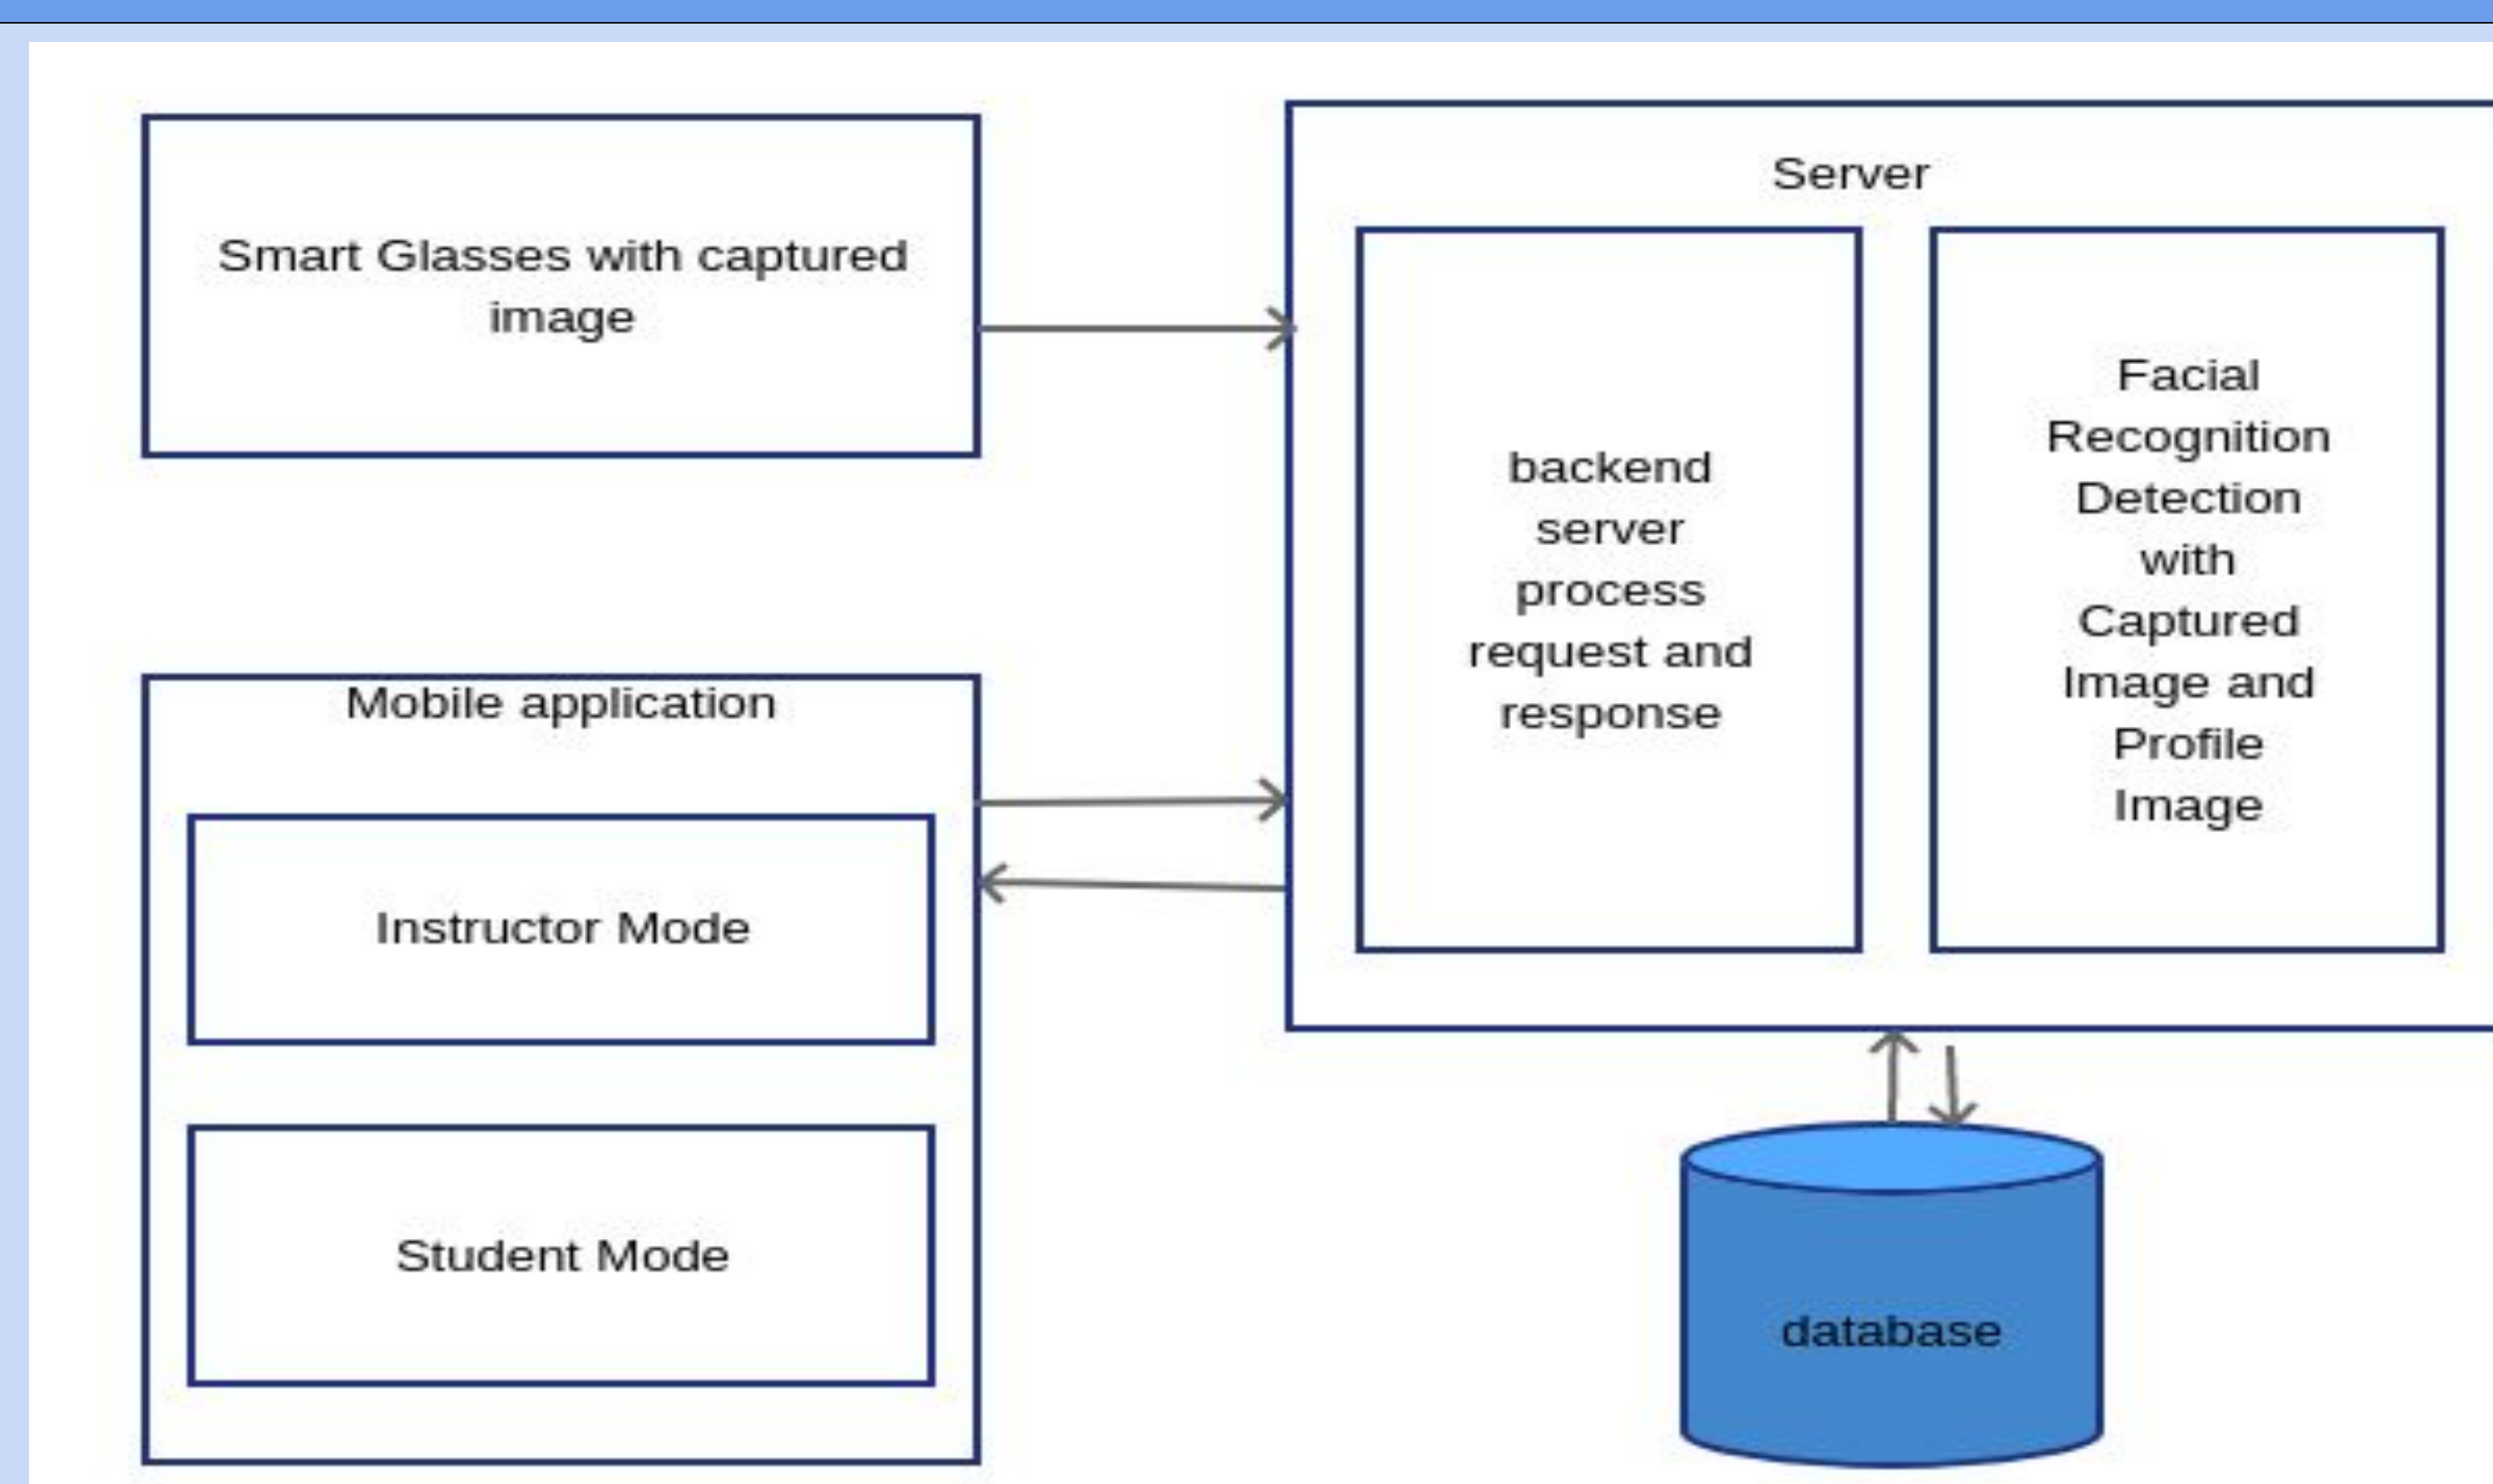 Smart Glasses with captured
image
Server
backend
server
process
request and
response
Facial
Recognition
Detection
with
Captured
Image and
Profile
Image
Mobile application
Instructor Mode
Student Mode
database